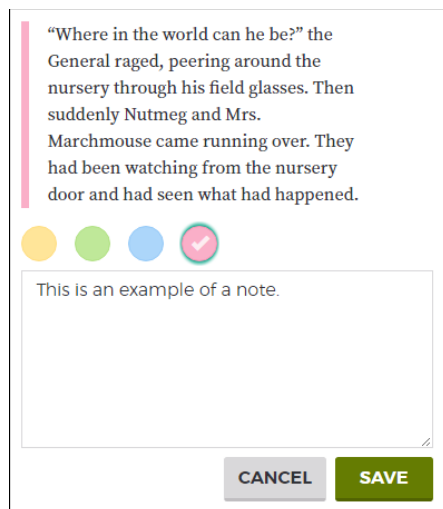 “Where in the world can he be?” the
General raged, peering around the
nursery through his field glasses. Then
suddenly Nutmeg and Mrs.
Marchmouse came running over. They
had been watching from the nursery
door and had seen what had happened.
This is an example of a note.
CANCEL SAVE